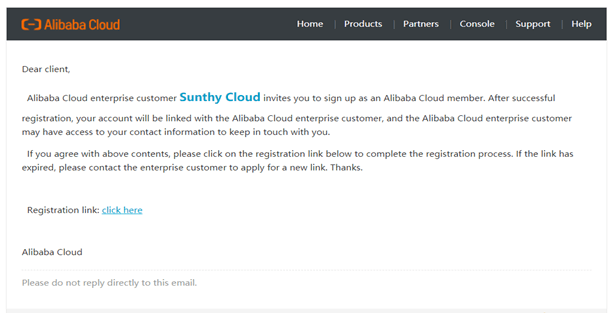 Alibaba Cloud Home Products Partners Console Support Help
Dear client,
Alibaba Cloud enterprise customer Sunthy Cloud invites you to sign up as an Alibaba Cloud member. After successful
registration, your account will be linked with the Alibaba Cloud enterprise customer, and the Alibaba Cloud enterprise customer
may have access to your contact information to keep in touch with you.
If you agree with above contents, please click on the registration link below to complete the registration process. If the link has
expired, please contact the enterprise customer to apply for a new link. Thanks.
Registration link: click here
Alibaba Cloud
Please do not reply directly to this email.